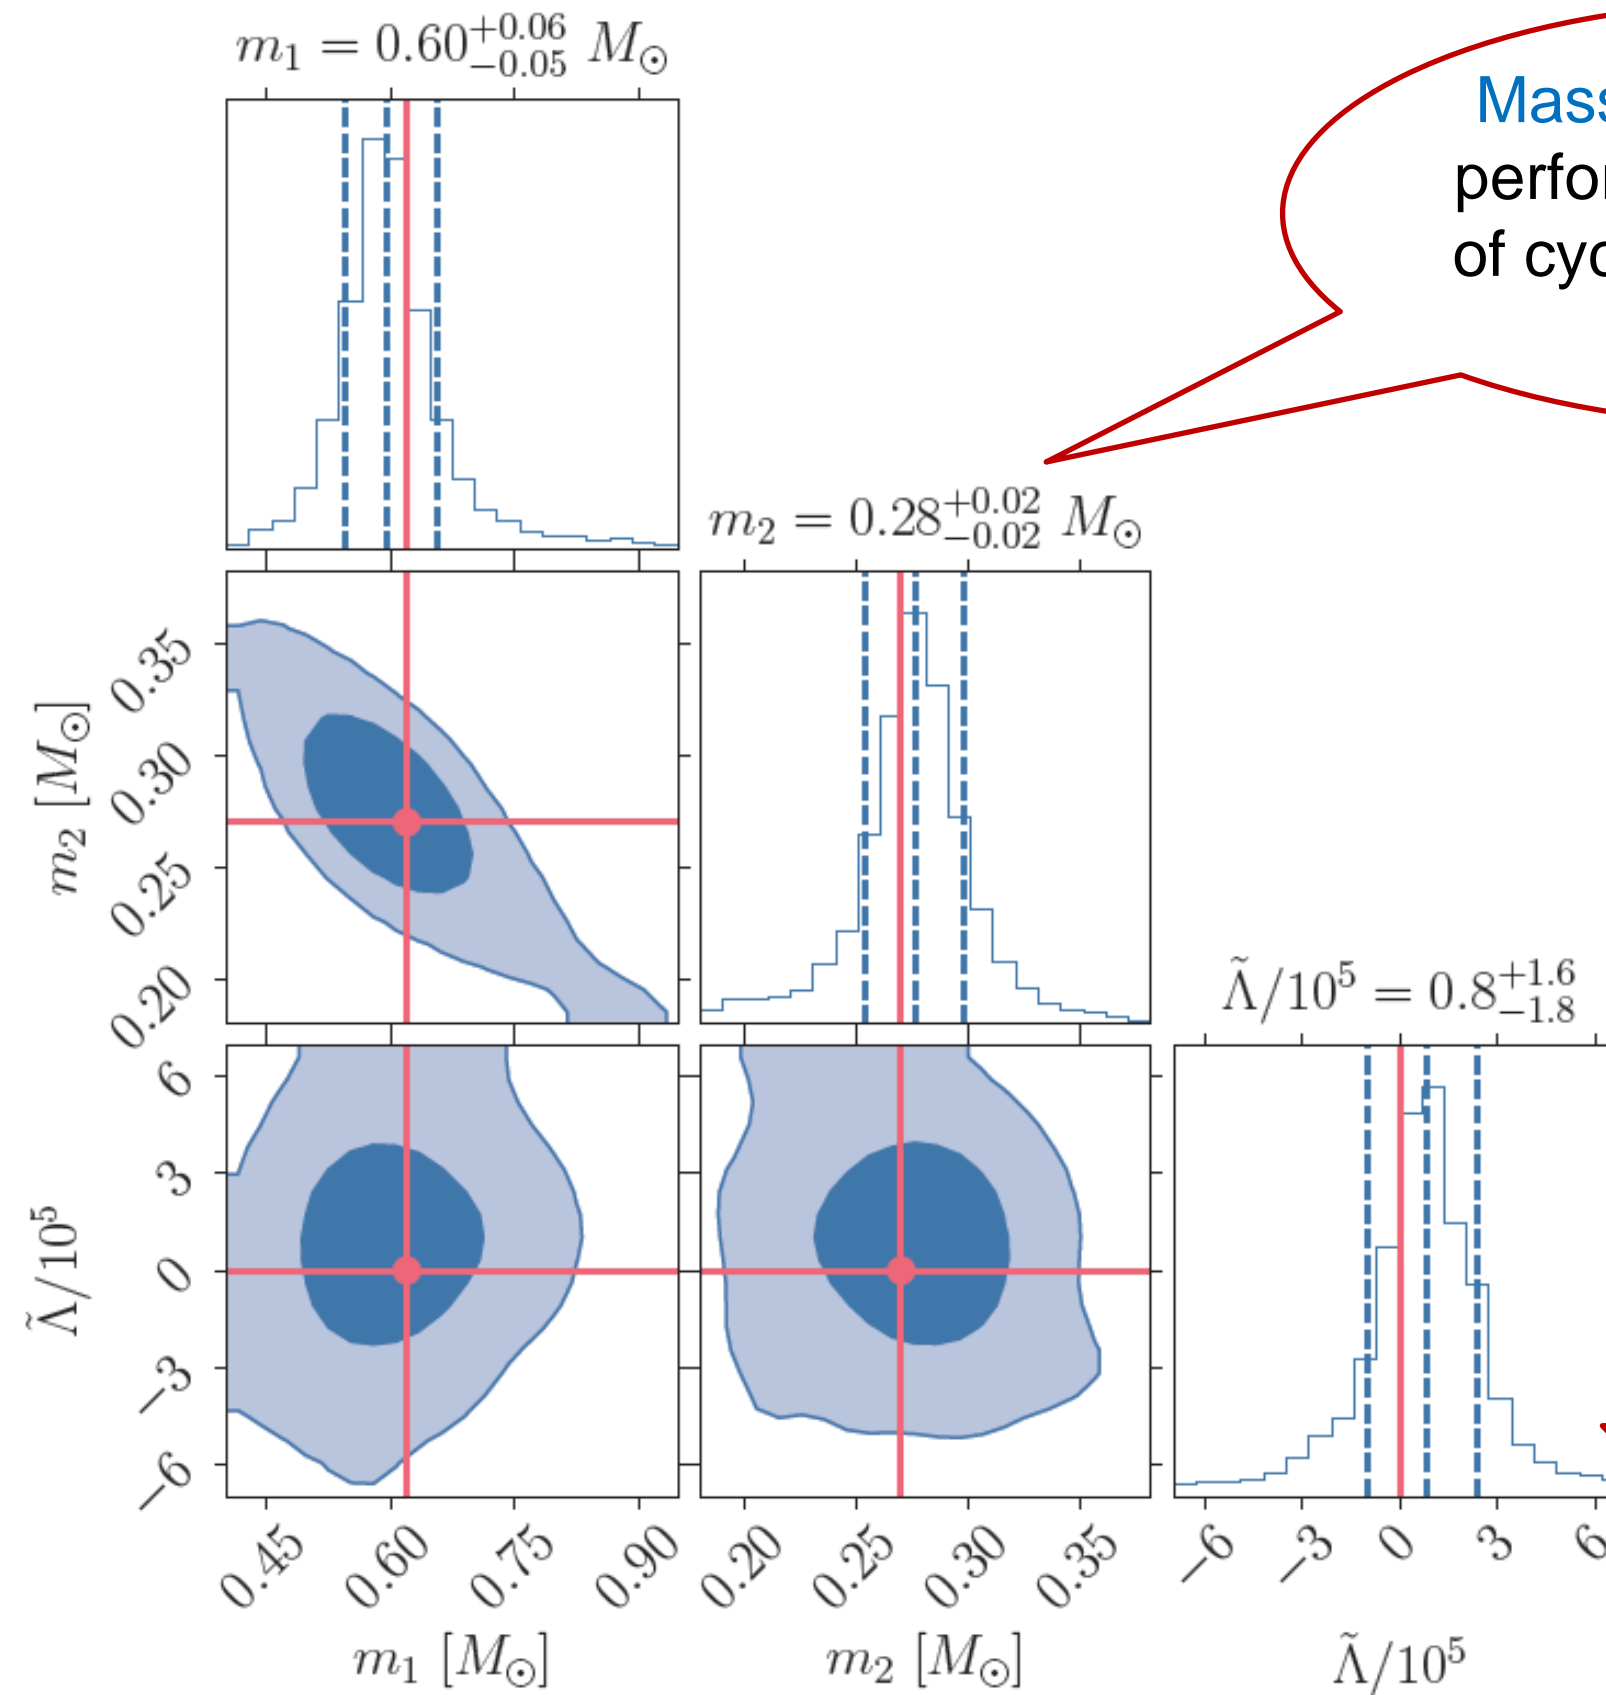 m₁ = 0.60⁺⁰·⁰⁶₋₀.₀₅ M⊙
Mass
perfor
of cyc
m₂ = 0.28⁺⁰·⁰²₋₀.₀₂ M⊙
m₂ [M⊙]
0.35
0.30
0.25
0.20
Λ̃/10⁵ = 0.8⁺¹·⁶₋₁.₈
Λ̃/10⁵
6
3
0
−3
−6
0.45 0.60 0.75 0.90
0.20 0.25 0.30 0.35
−6 −3 0 3 6
m₁ [M⊙]
m₂ [M⊙]
Λ̃/10⁵